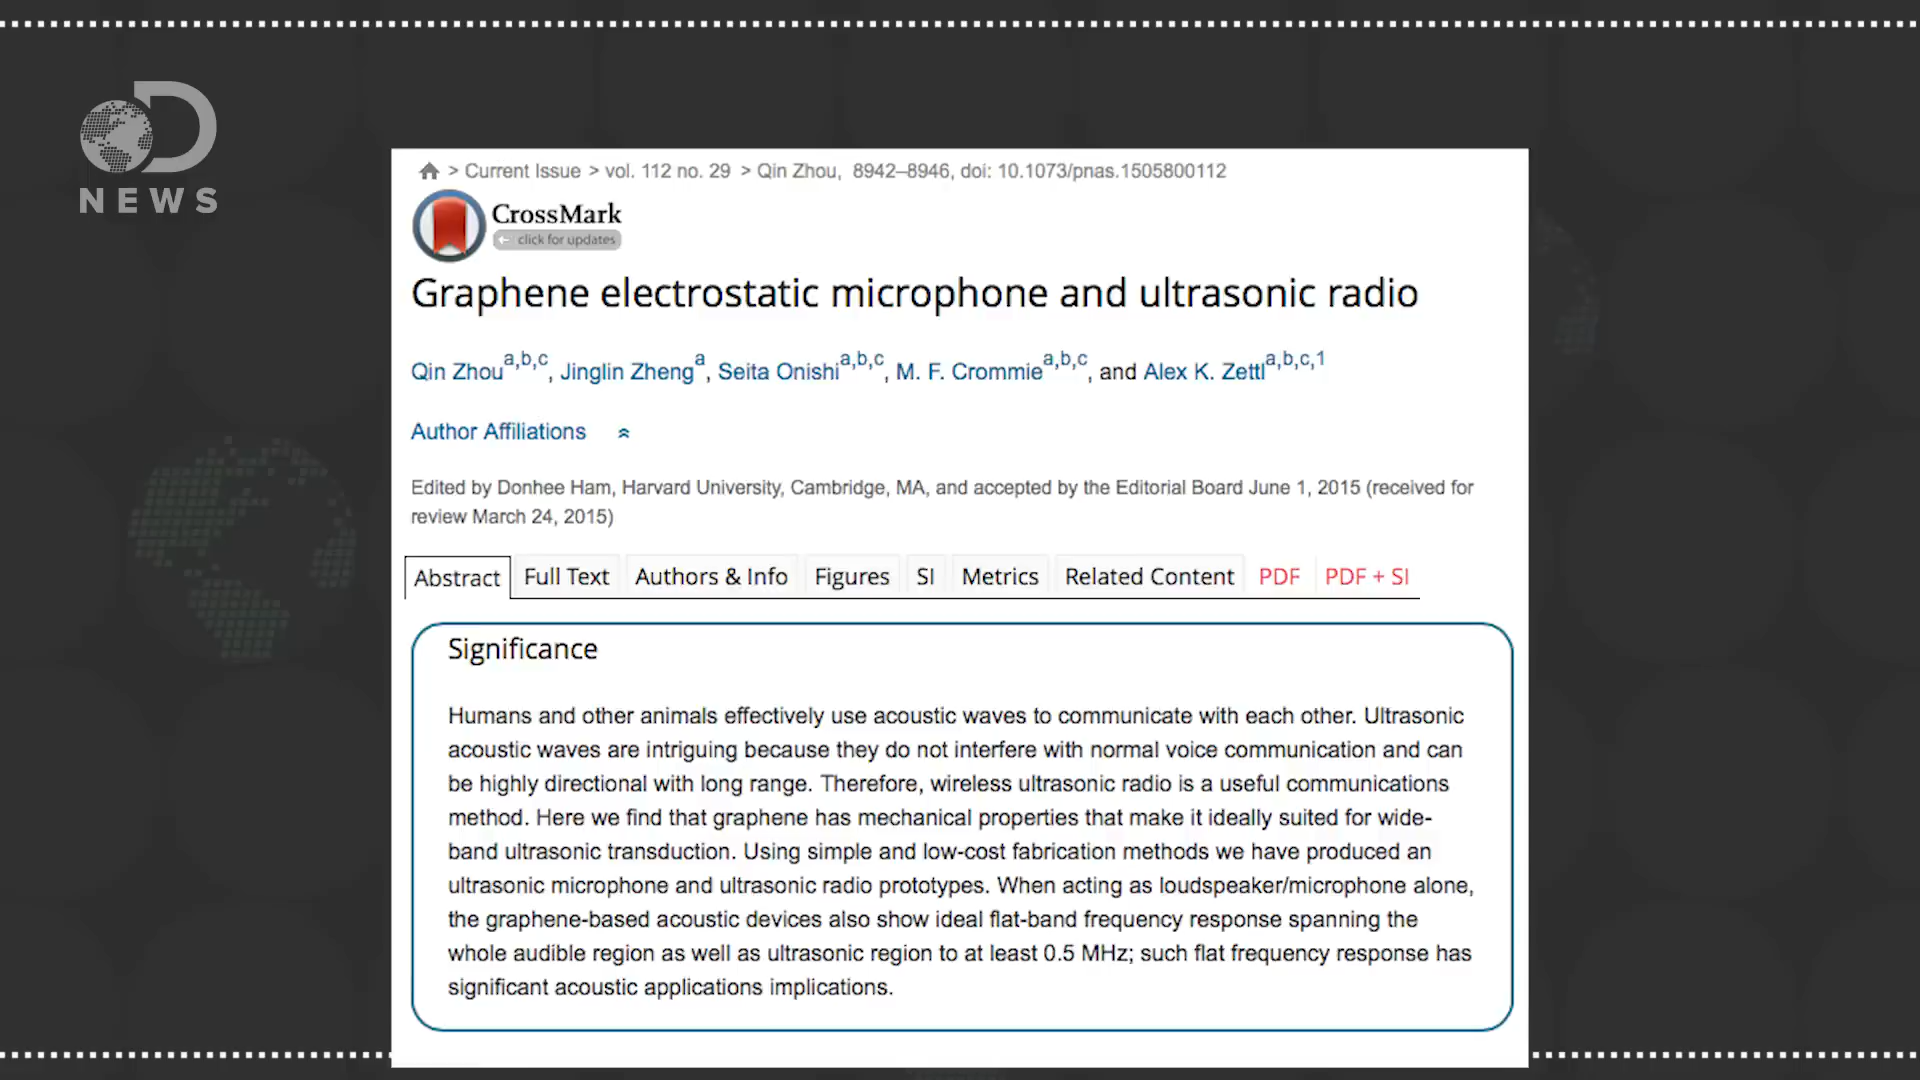 NEWS
> Current Issue > vol. 112 no. 29 > Qin Zhou, 8942–8946, doi: 10.1073/pnas.1505800112
CrossMark
click for updates
Graphene electrostatic microphone and ultrasonic radio
Qin Zhou a,b,c, Jinglin Zheng a, Seita Onishi a,b,c, M. F. Crommie a,b,c, and Alex K. Zettl a,b,c,1
Author Affiliations
Edited by Donhee Ham, Harvard University, Cambridge, MA, and accepted by the Editorial Board June 1, 2015 (received for
review March 24, 2015)
Abstract Full Text Authors & Info Figures SI Metrics Related Content PDF PDF + SI
Significance
Humans and other animals effectively use acoustic waves to communicate with each other. Ultrasonic
acoustic waves are intriguing because they do not interfere with normal voice communication and can
be highly directional with long range. Therefore, wireless ultrasonic radio is a useful communications
method. Here we find that graphene has mechanical properties that make it ideally suited for wide-
band ultrasonic transduction. Using simple and low-cost fabrication methods we have produced an
ultrasonic microphone and ultrasonic radio prototypes. When acting as loudspeaker/microphone alone,
the graphene-based acoustic devices also show ideal flat-band frequency response spanning the
whole audible region as well as ultrasonic region to at least 0.5 MHz; such flat frequency response has
significant acoustic applications implications.